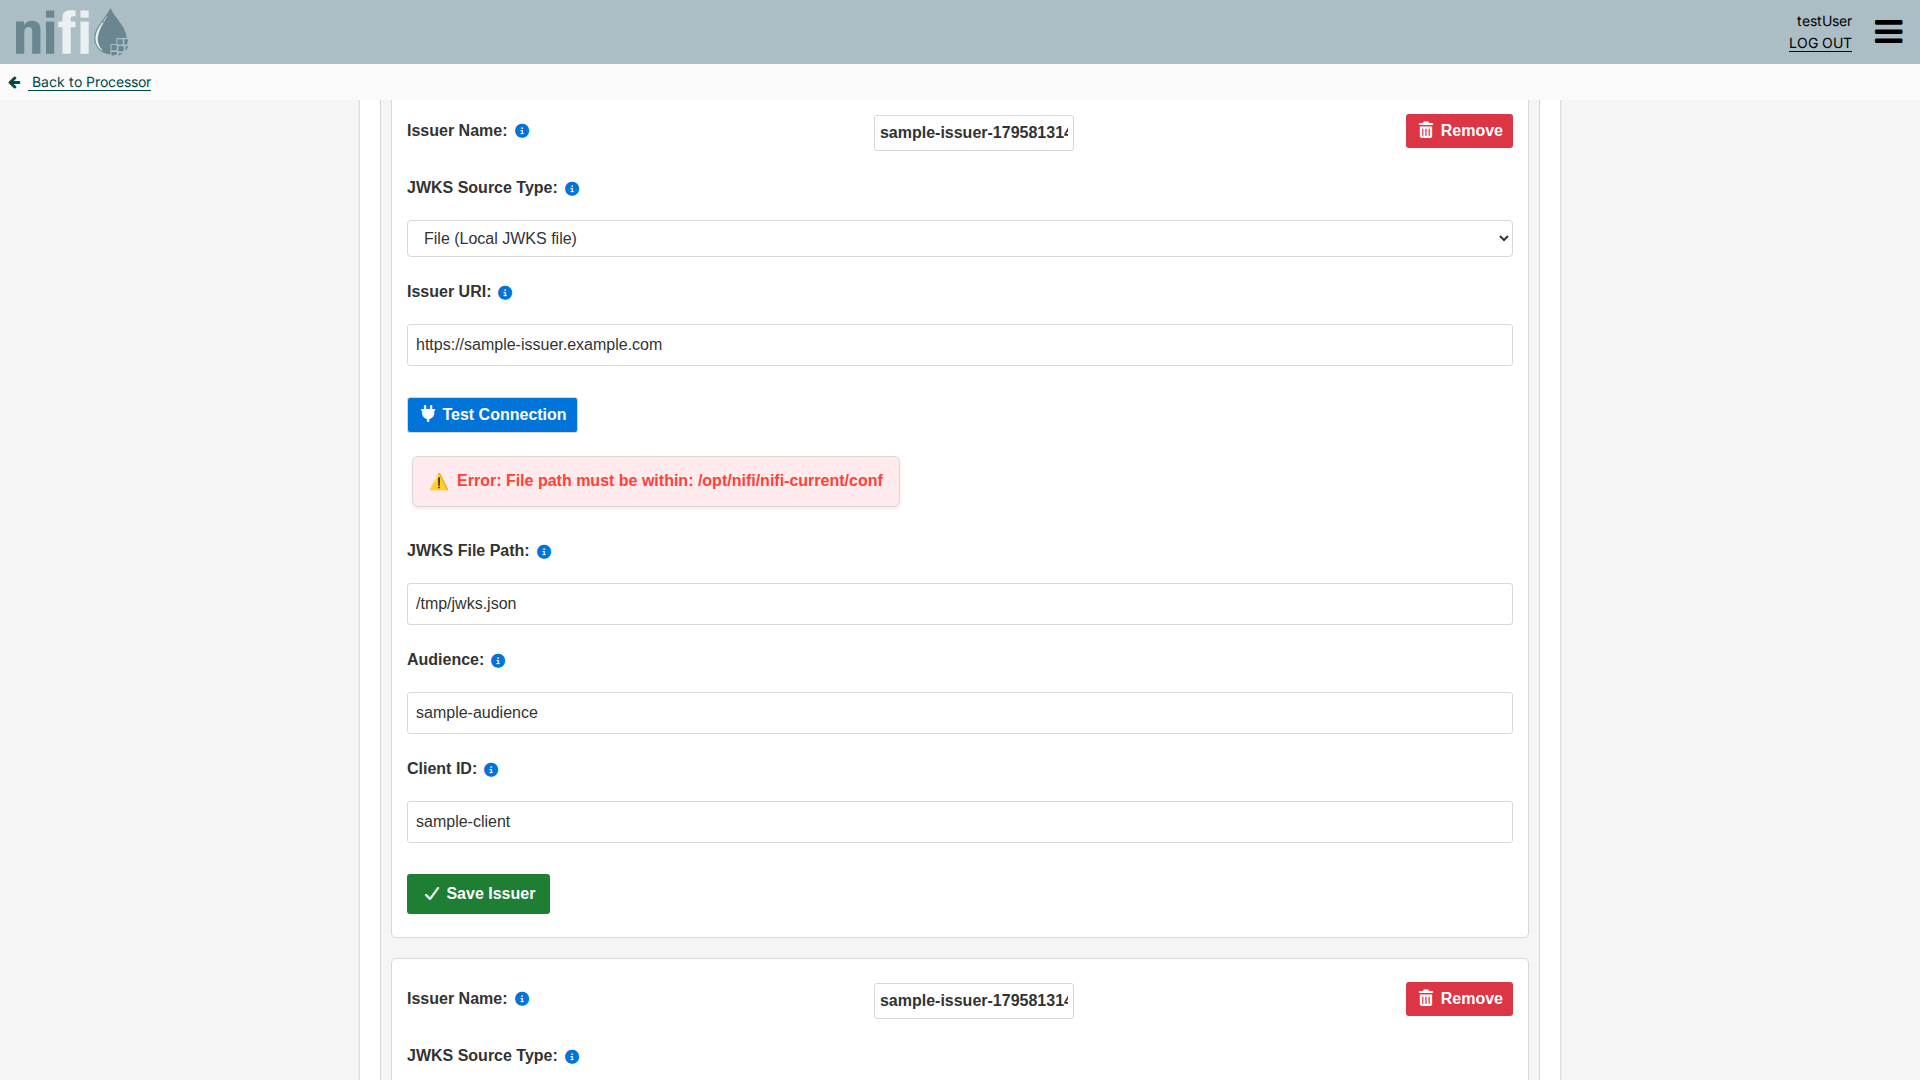 nifi
testUser
LOG OUT
Back to Processor
Issuer Name:
sample-issuer-179581314
Remove
JWKS Source Type:
File (Local JWKS file)
Issuer URI:
https://sample-issuer.example.com
Test Connection
Error: File path must be within: /opt/nifi/nifi-current/conf
JWKS File Path:
/tmp/jwks.json
Audience:
sample-audience
Client ID:
sample-client
Save Issuer
Issuer Name:
sample-issuer-179581314
Remove
JWKS Source Type: